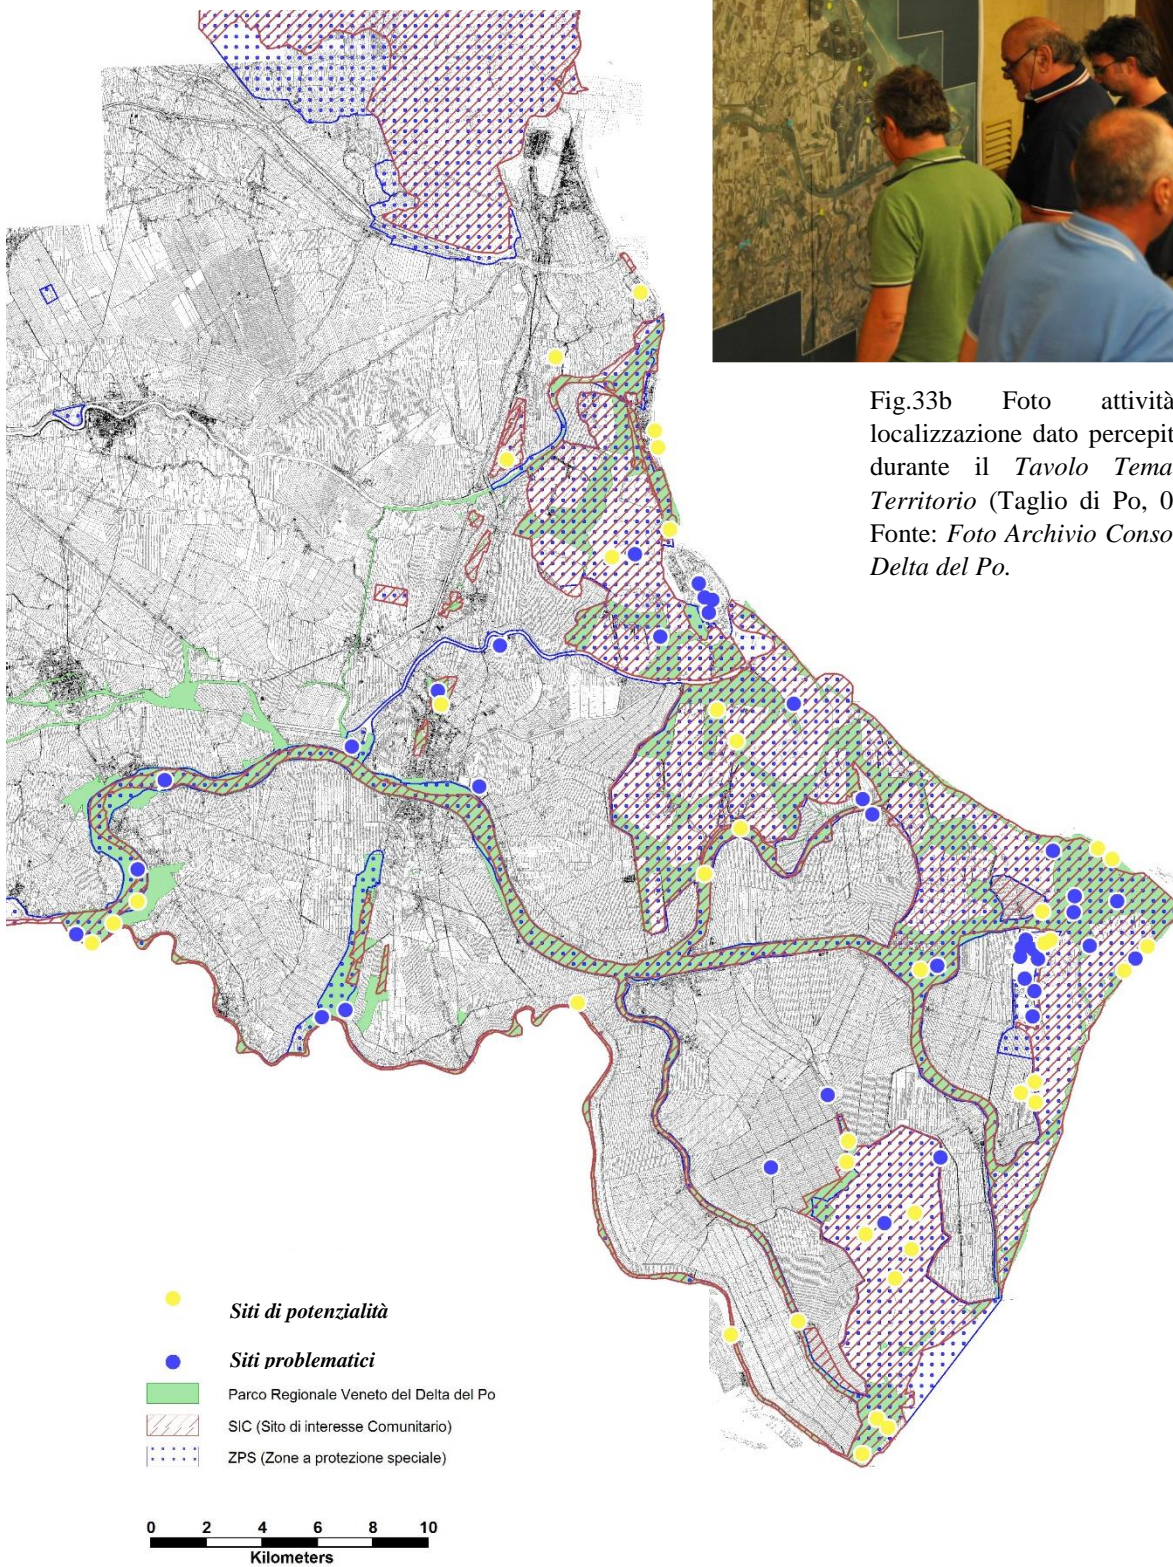 Fig.33b Foto attività
localizzazione dato percepit
durante il Tavolo Tema
Territorio (Taglio di Po, 0
Fonte: Foto Archivio Conso
Delta del Po.
Siti di potenzialità
Siti problematici
Parco Regionale Veneto del Delta del Po
SIC (Sito di interesse Comunitario)
ZPS (Zone a protezione speciale)
0 2 4 6 8 10
Kilometers